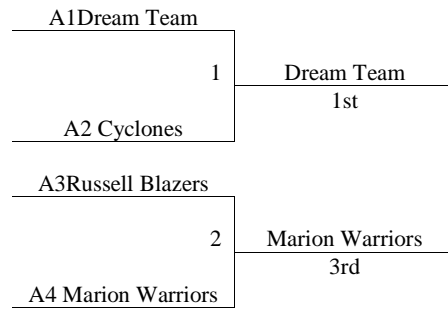 A1Dream Team
1 Dream Team
1st
A2 Cyclones
A3Russell Blazers
2 Marion Warriors
3rd
A4 Marion Warriors